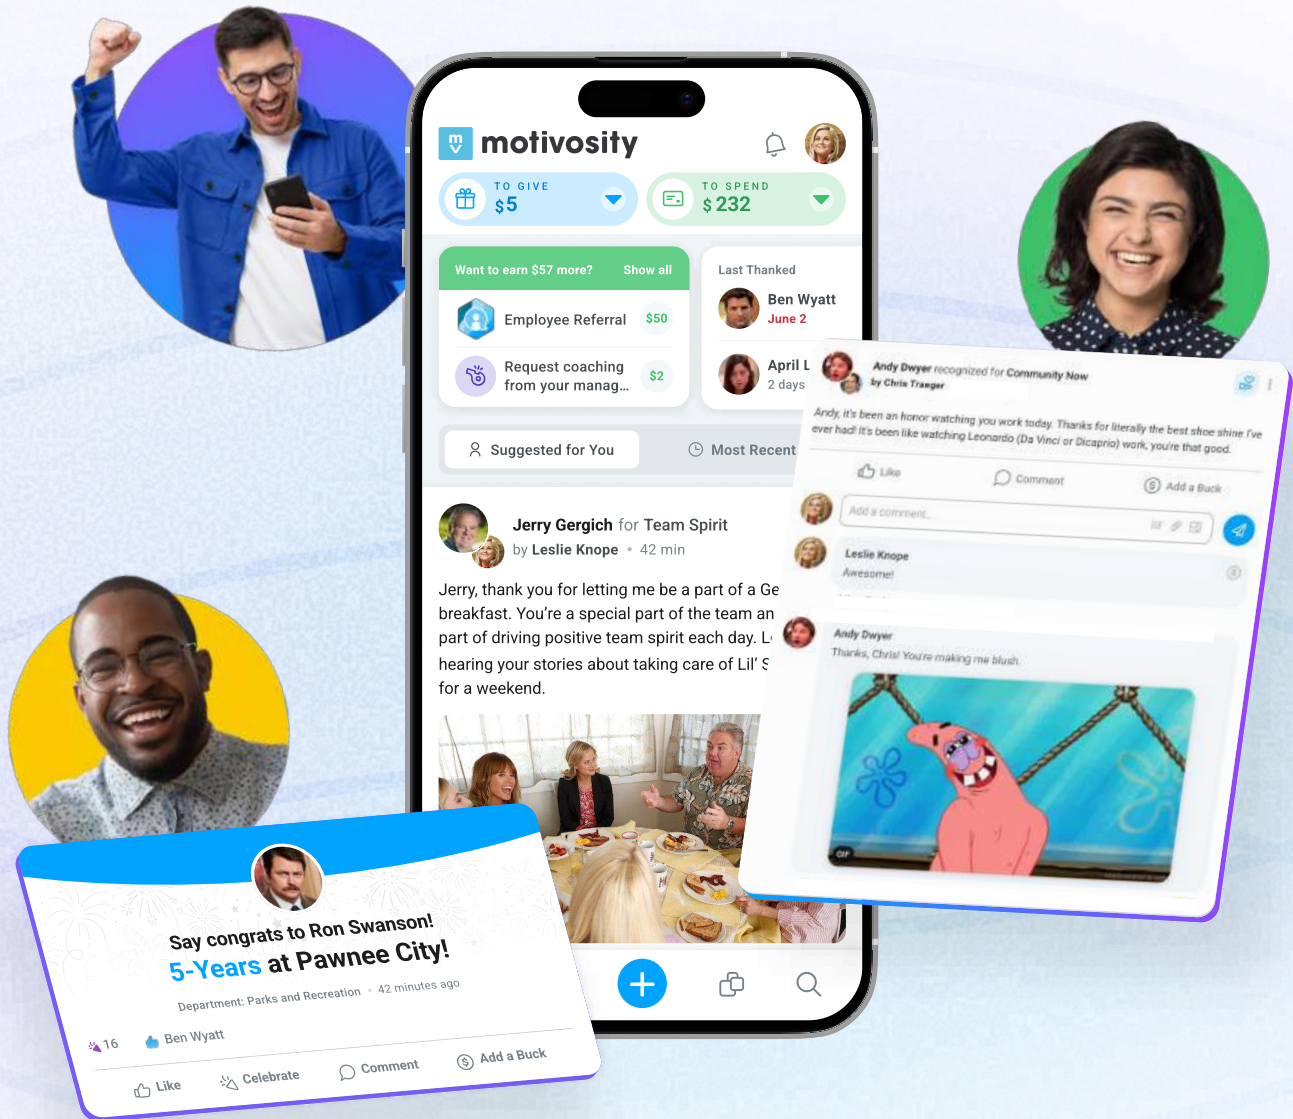 mv
motivosity
TO GIVE
$5
TO SPEND
$232
Want to earn $57 more? Show all
Employee Referral $50
Request coaching
from your manag... $2
Last Thanked
Ben Wyatt
June 2
April L
2 days
Suggested for You
Most Recent
Jerry Gergich for Team Spirit
by Leslie Knope • 42 min
Jerry, thank you for letting me be a part of a Ge
breakfast. You're a special part of the team an
part of driving positive team spirit each day. L
hearing your stories about taking care of Lil' S
for a weekend.
Andy Dwyer recognized for Community Now
by Chris Traeger
Andy, it's been an honor watching you work today. Thanks for literally the best shoe shine I've
ever had! It's been like watching Leonardo (Da Vinci or Dicaprio) work, you're that good.
Like Comment Add a Buck
Add a comment...
GIF
Leslie Knope
Awesome!
Andy Dwyer
Thanks, Chris! You're making me blush.
GIF
Say congrats to Ron Swanson!
5-Years at Pawnee City!
Department: Parks and Recreation • 42 minutes ago
16 Ben Wyatt
Like Celebrate Comment Add a Buck